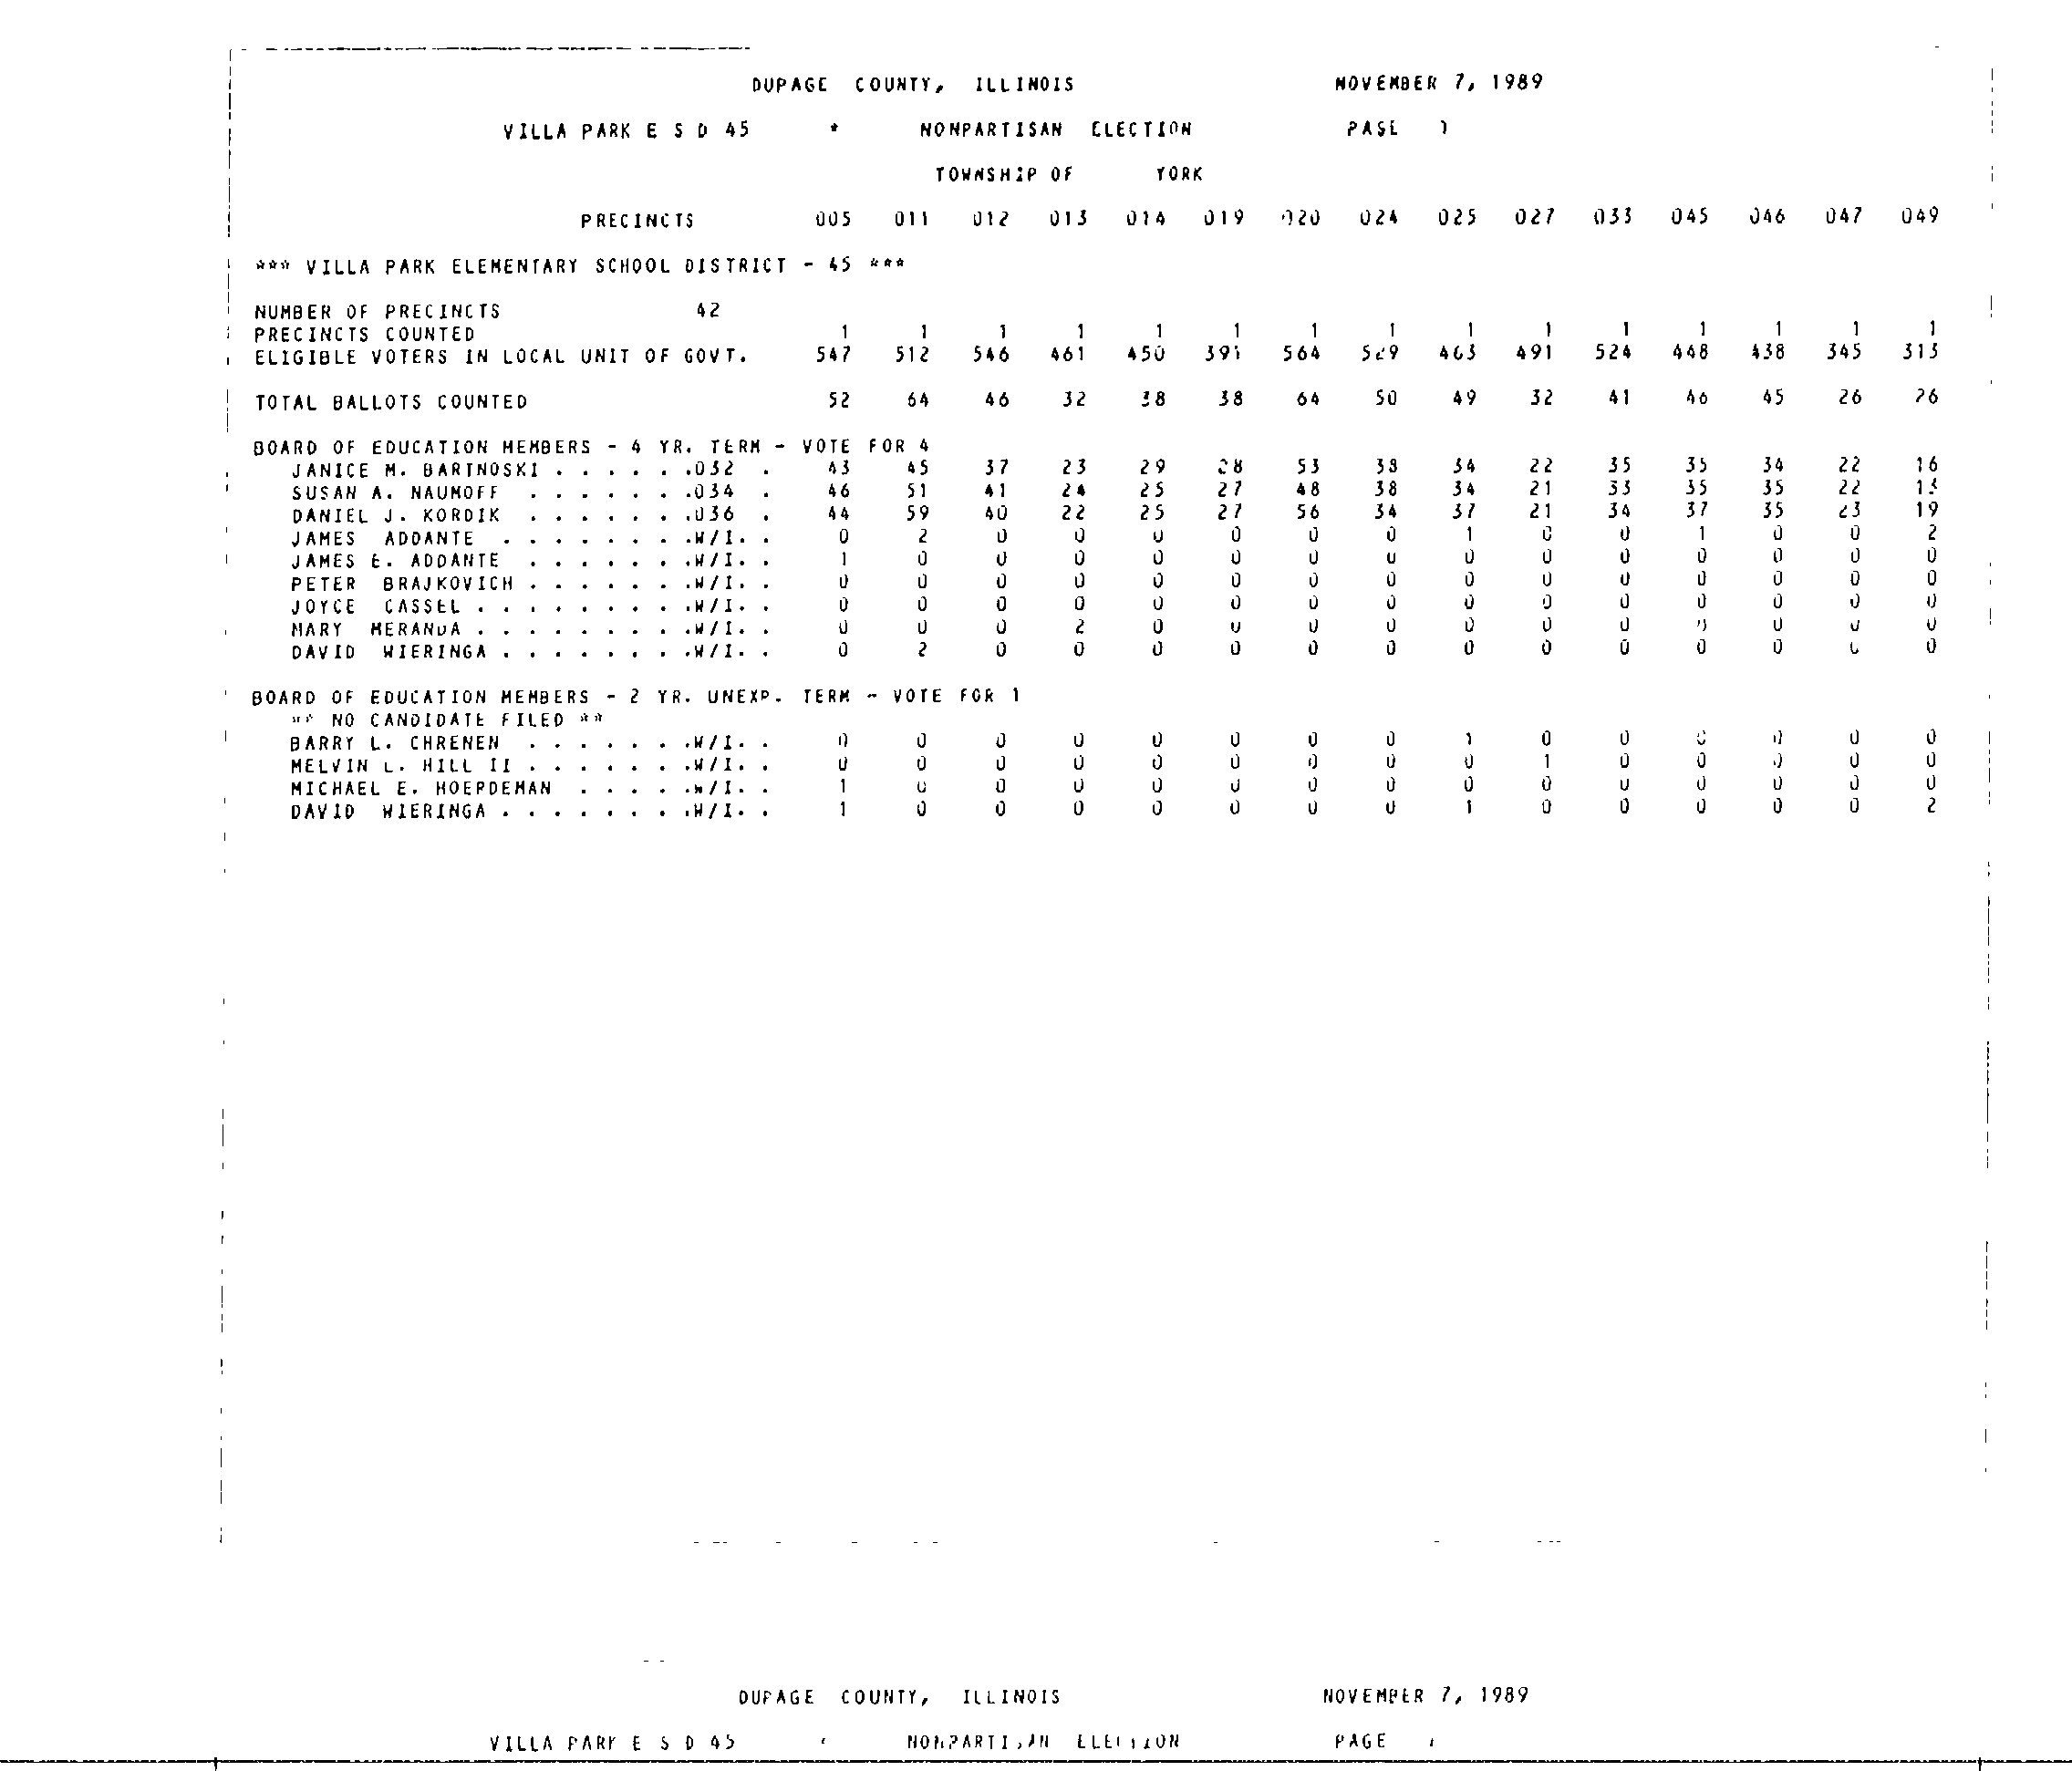 DUPAGE COUNTY, ILLINOIS NOVEMBER 7, 1989
VILLA PARK E S D 45 * NONPARTISAN ELECTION PAGE 1
TOWNSHIP OF YORK
PRECINCTS 005 011 012 013 014 019 020 024 025 027 033 045 046 047 049
*** VILLA PARK ELEMENTARY SCHOOL DISTRICT - 45 ***
NUMBER OF PRECINCTS 42
PRECINCTS COUNTED 1 1 1 1 1 1 1 1 1 1 1 1 1 1 1
ELIGIBLE VOTERS IN LOCAL UNIT OF GOVT. 547 512 546 461 450 391 564 529 463 491 524 448 438 345 313
TOTAL BALLOTS COUNTED 52 64 46 32 38 38 64 50 49 32 41 46 45 26 26
BOARD OF EDUCATION MEMBERS - 4 YR. TERM - VOTE FOR 4
JANICE M. BARTNOSKI . . . . . .032 . 43 45 37 23 29 28 53 38 34 22 35 35 34 22 16
SUSAN A. NAUMOFF . . . . . . .034 . 46 51 41 24 25 27 48 38 34 21 33 35 35 22 13
DANIEL J. KORDIK . . . . . . .036 . 44 59 40 22 25 27 56 34 37 21 34 37 35 23 19
JAMES ADDANTE . . . . . . . .W/I. . 0 2 0 0 0 0 0 0 1 0 0 1 0 0 2
JAMES E. ADDANTE . . . . . . .W/I. . 1 0 0 0 0 0 0 0 0 0 0 0 0 0 0
PETER BRAJKOVICH . . . . . . .W/I. . 0 0 0 0 0 0 0 0 0 0 0 0 0 0 0
JOYCE CASSEL . . . . . . . . .W/I. . 0 0 0 0 0 0 0 0 0 0 0 0 0 0 0
MARY MERANDA . . . . . . . . .W/I. . 0 0 0 2 0 0 0 0 0 0 0 0 0 0 0
DAVID WIERINGA . . . . . . . .W/I. . 0 2 0 0 0 0 0 0 0 0 0 0 0 0 0
BOARD OF EDUCATION MEMBERS - 2 YR. UNEXP. TERM - VOTE FOR 1
** NO CANDIDATE FILED **
BARRY L. CHRENEN . . . . . . .W/I. . 0 0 0 0 0 0 0 0 1 0 0 0 0 0 0
MELVIN L. HILL II . . . . . . .W/I. . 0 0 0 0 0 0 0 0 0 1 0 0 0 0 0
MICHAEL E. HOEPDEMAN . . . . .W/I. . 1 0 0 0 0 0 0 0 0 0 0 0 0 0 0
DAVID WIERINGA . . . . . . . .W/I. . 1 0 0 0 0 0 0 0 1 0 0 0 0 0 2
DUPAGE COUNTY, ILLINOIS NOVEMBER 7, 1989
VILLA PARK E S D 45 NONPARTISAN ELECTION PAGE